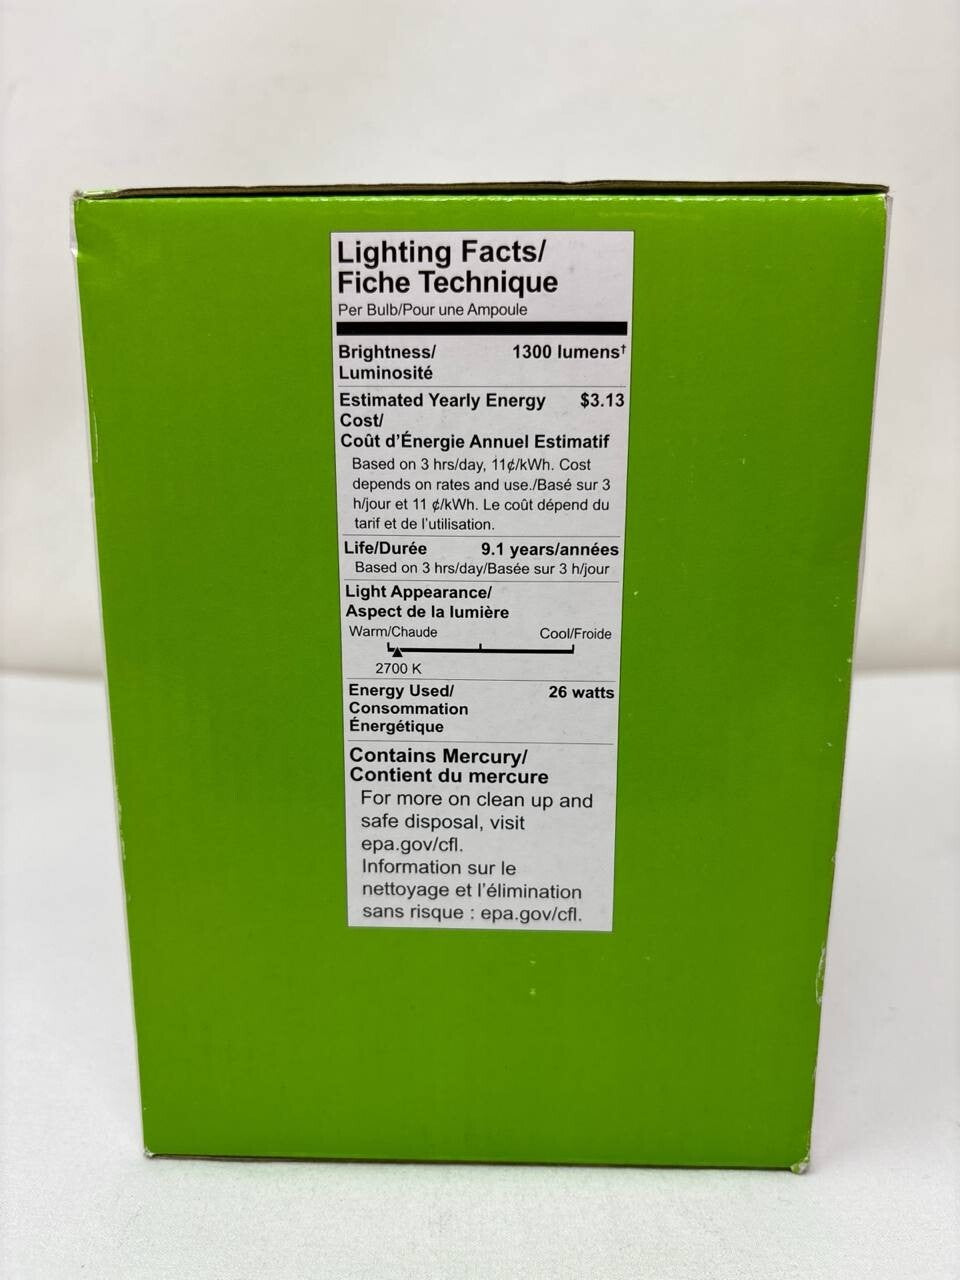 Lighting Facts/
Fiche Technique
Per Bulb/Pour une Ampoule
Brightness/ 1300 lumens†
Luminosité
Estimated Yearly Energy $3.13
Cost/
Coût d'Énergie Annuel Estimatif
Based on 3 hrs/day, 11¢/kWh. Cost
depends on rates and use./Basé sur 3
h/jour et 11 ¢/kWh. Le coût dépend du
tarif et de l'utilisation.
Life/Durée 9.1 years/années
Based on 3 hrs/day/Basée sur 3 h/jour
Light Appearance/
Aspect de la lumière
Warm/Chaude Cool/Froide
2700 K
Energy Used/ 26 watts
Consommation
Énergétique
Contains Mercury/
Contient du mercure
For more on clean up and
safe disposal, visit
epa.gov/cfl.
Information sur le
nettoyage et l'élimination
sans risque : epa.gov/cfl.